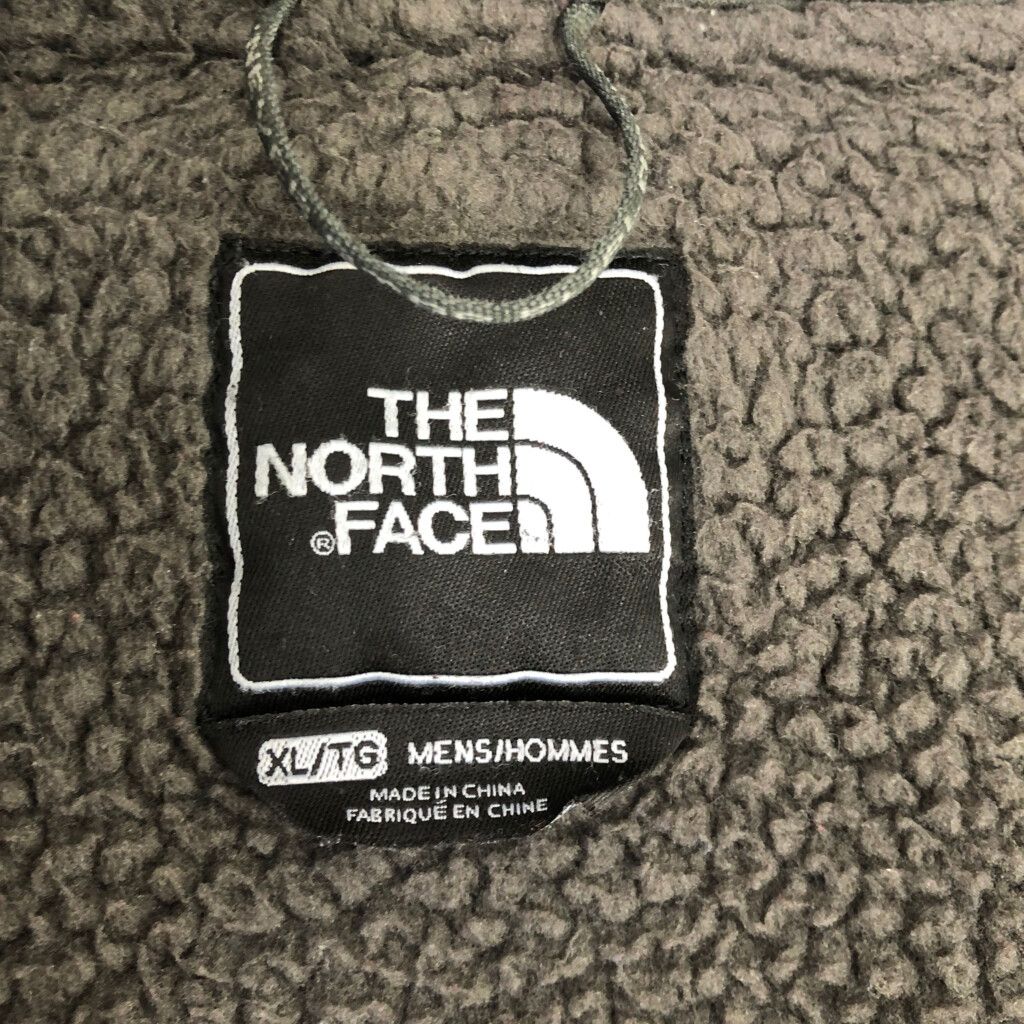 THE
NORTH
®FACE
XL/TG MENS/HOMMES
MADE IN CHINA
FABRIQUÉ EN CHINE